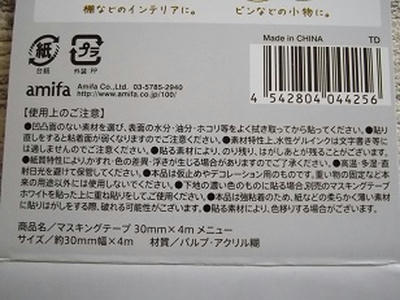 棚などのインテリアに。
ビンなどの小物に。
Made in CHINA
TD
紙
台紙
プラ
外装 PP
amifa
Amifa Co.,Ltd. 03-5785-2940
http://www.amifa.co.jp/100/
4 542804 044256
【使用上のご注意】
●凹凸面のない素材を選び、表面の水分・油分・ホコリ等をよく拭き取ってから貼ってください。●貼り
直しをすると粘着面が弱くなりますのでご注意ください。●素材特性上、水性ゲルインクは文字書き等に
は適しませんのでご注意ください。●貼る素材により、のり残り、はがしあとが残ることがございます。
●紙質特性により、かすれ・色の差異・浮きが生じる場合がありますのでご了承ください。●高温・多湿・直
射日光を避けて保管してください。●本品は仮止めやデコレーション用のものです。重い物の固定など本
来の用途以外には使用しないでください。●下地の濃い色のものに貼る場合、別売のマスキングテープ
ホワイトを貼った上に重ね貼りをしてご使用ください。●本品は強粘着のため、紙などの柔らかく薄い素材
に貼りはがしをする際、破れる可能性がございます。●貼る素材により、色移りする場合がございます。
商品名／マスキングテープ 30mm×4m メニュー
サイズ／約30mm幅×4m 材質／パルプ・アクリル糊